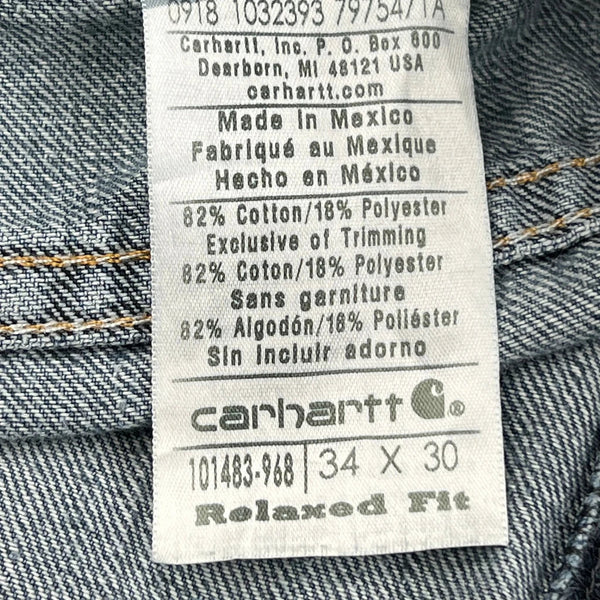 0918 1032393 79754/1A
Carhartt, Inc. P. O. Box 600
Dearborn, MI 48121 USA
carhartt.com
Made In Mexico
Fabriqué au Mexique
Hecho en México
82% Cotton/18% Polyester
Exclusive of Trimming
82% Coton/18% Polyester
Sans garniture
82% Algodón/18% Poliéster
Sin Incluir adorno
carhartt ®
101483-968 34 X 30
Relaxed Fit